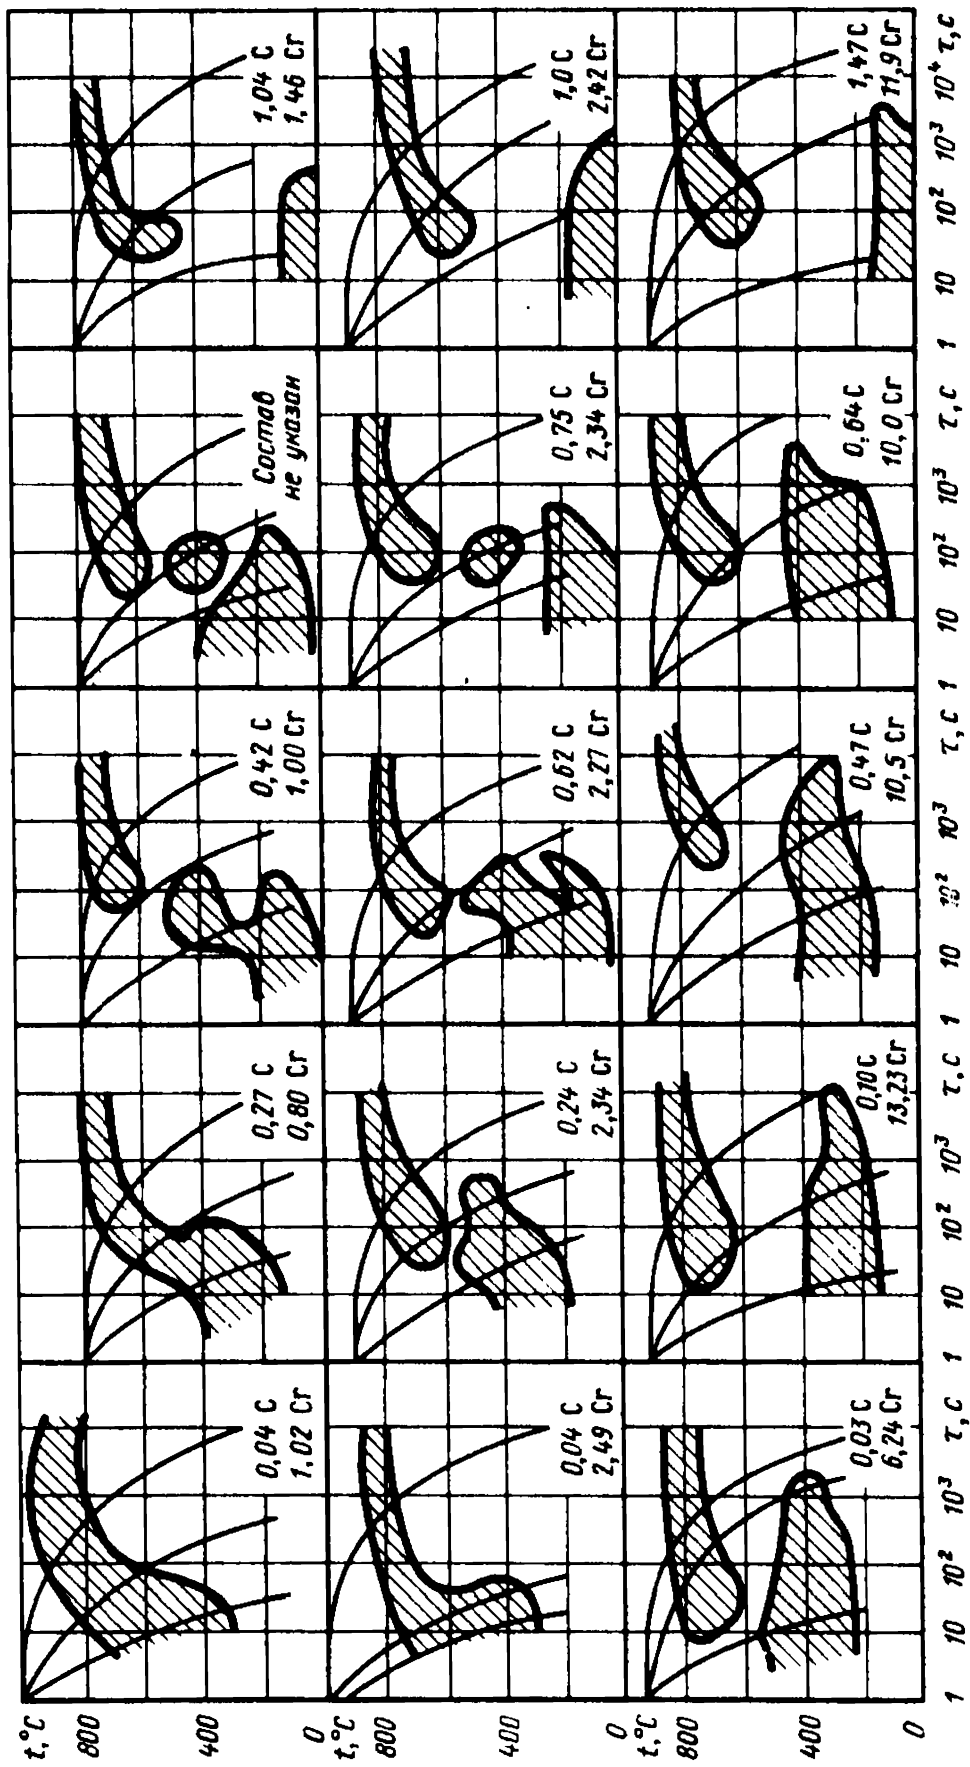 t,°C
800
400
0
0,04 C
1,02 Cr
0,27 C
0,80 Cr
0,42 C
1,00 Cr
Состав
не указан
1,04 C
1,46 Cr
t,°C
800
400
0
0,04 C
2,49 Cr
0,24 C
2,34 Cr
0,62 C
2,27 Cr
0,75 C
2,34 Cr
1,0 C
2,42 Cr
t,°C
800
400
0
0,03 C
6,24 Cr
0,10 C
13,23 Cr
0,47 C
10,5 Cr
0,64 C
10,0 Cr
1,47 C
11,9 Cr
1 10 10² 10³ τ,с 1 10 10² 10³ τ,с 1 10 10² 10³ τ,с 1 10 10² 10³ τ,с 1 10 10² 10³ 10⁴ τ,с